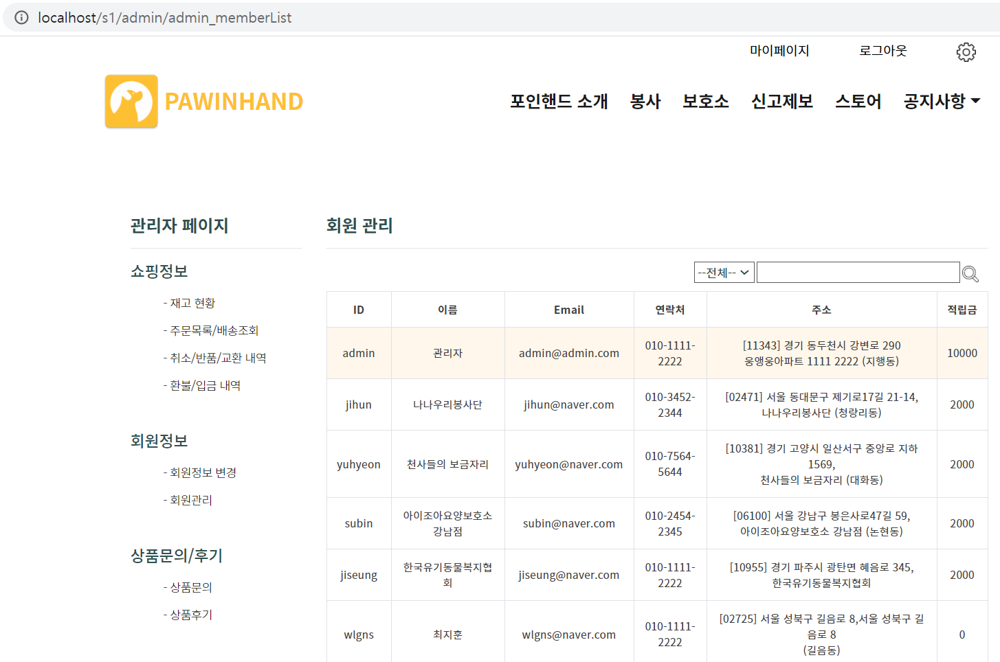 localhost/s1/admin/admin_memberList
마이페이지 로그아웃
PAWINHAND
포인핸드 소개 봉사 보호소 신고제보 스토어 공지사항
관리자 페이지
쇼핑정보
- 재고 현황
- 주문목록/배송조회
- 취소/반품/교환 내역
- 환불/입금 내역
회원정보
- 회원정보 변경
- 회원관리
상품문의/후기
- 상품문의
- 상품후기
회원 관리
--전체--
ID 이름 Email 연락처 주소 적립금
admin 관리자 admin@admin.com 010-1111-
2222 [11343] 경기 동두천시 강변로 290
웅앵웅아파트 1111 2222 (지행동) 10000
jihun 나나우리봉사단 jihun@naver.com 010-3452-
2344 [02471] 서울 동대문구 제기로17길 21-14,
나나우리봉사단 (청량리동) 2000
yuhyeon 천사들의 보금자리 yuhyeon@naver.com 010-7564-
5644 [10381] 경기 고양시 일산서구 중앙로 지하
1569,
천사들의 보금자리 (대화동) 2000
subin 아이조아요양보호소
강남점 subin@naver.com 010-2454-
2345 [06100] 서울 강남구 봉은사로47길 59,
아이조아요양보호소 강남점 (논현동) 2000
jiseung 한국유기동물복지협
회 jiseung@naver.com 010-1111-
2222 [10955] 경기 파주시 광탄면 혜음로 345,
한국유기동물복지협회 2000
wlgns 최지훈 wlgns@naver.com 010-1111-
2222 [02725] 서울 성북구 길음로 8,서울 성북구 길
음로 8
(길음동) 0